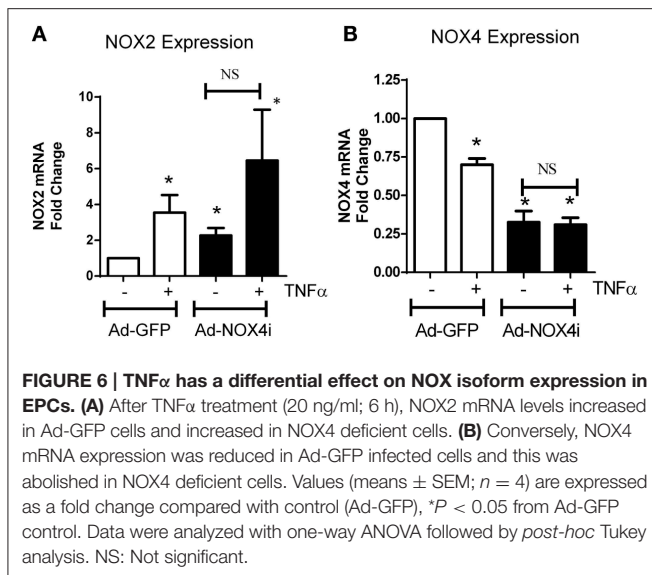 A
NOX2 Expression
NS
*
*
*
10
8
6
4
2
0
NOX2 mRNA
Fold Change
- + - + TNFα
Ad-GFP Ad-NOX4i
B
NOX4 Expression
1.25
1.00
0.75
0.50
0.25
0.00
NOX4 mRNA
Fold Change
*
NS
* *
- + - + TNFα
Ad-GFP Ad-NOX4i
FIGURE 6 | TNFα has a differential effect on NOX isoform expression in
EPCs. (A) After TNFα treatment (20 ng/ml; 6 h), NOX2 mRNA levels increased
in Ad-GFP cells and increased in NOX4 deficient cells. (B) Conversely, NOX4
mRNA expression was reduced in Ad-GFP infected cells and this was
abolished in NOX4 deficient cells. Values (means ± SEM; n = 4) are expressed
as a fold change compared with control (Ad-GFP), *P < 0.05 from Ad-GFP
control. Data were analyzed with one-way ANOVA followed by post-hoc Tukey
analysis. NS: Not significant.